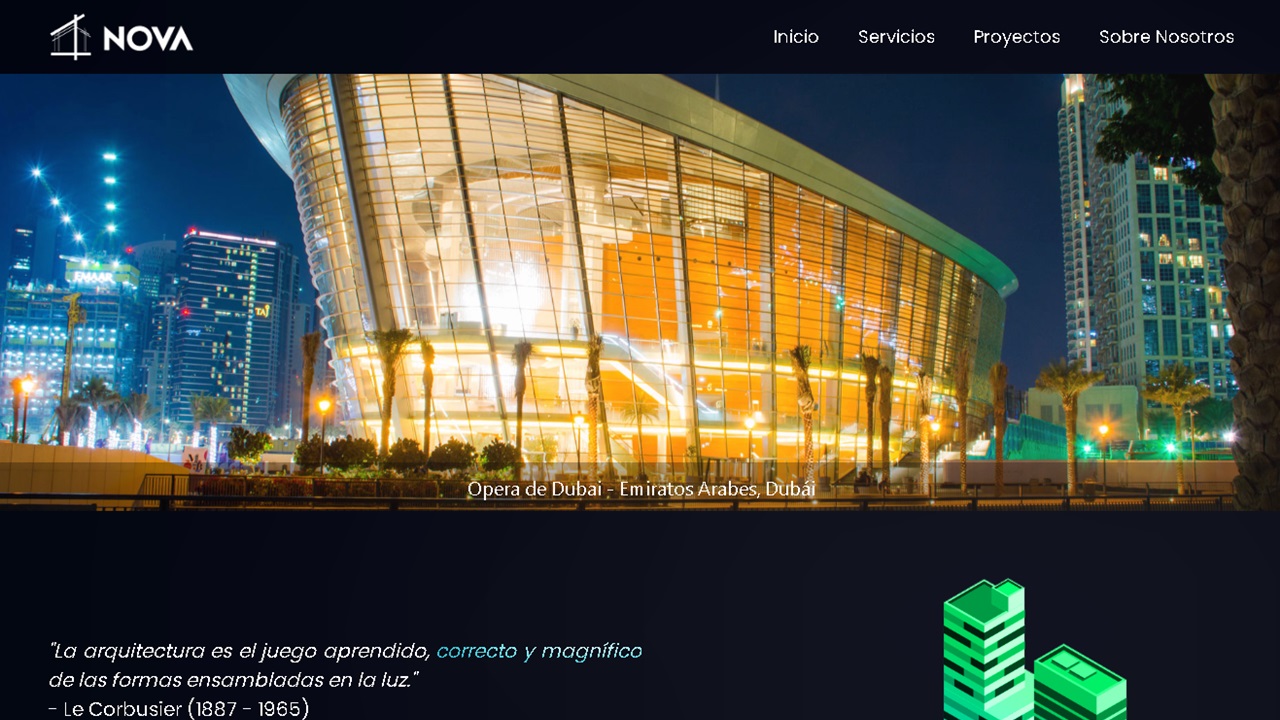 NOVA
Inicio Servicios Proyectos Sobre Nosotros
EMAAR
TAJ
Opera de Dubai - Emiratos Arabes, Dubái
"La arquitectura es el juego aprendido, correcto y magnífico
de las formas ensambladas en la luz."
- Le Corbusier (1887 - 1965)